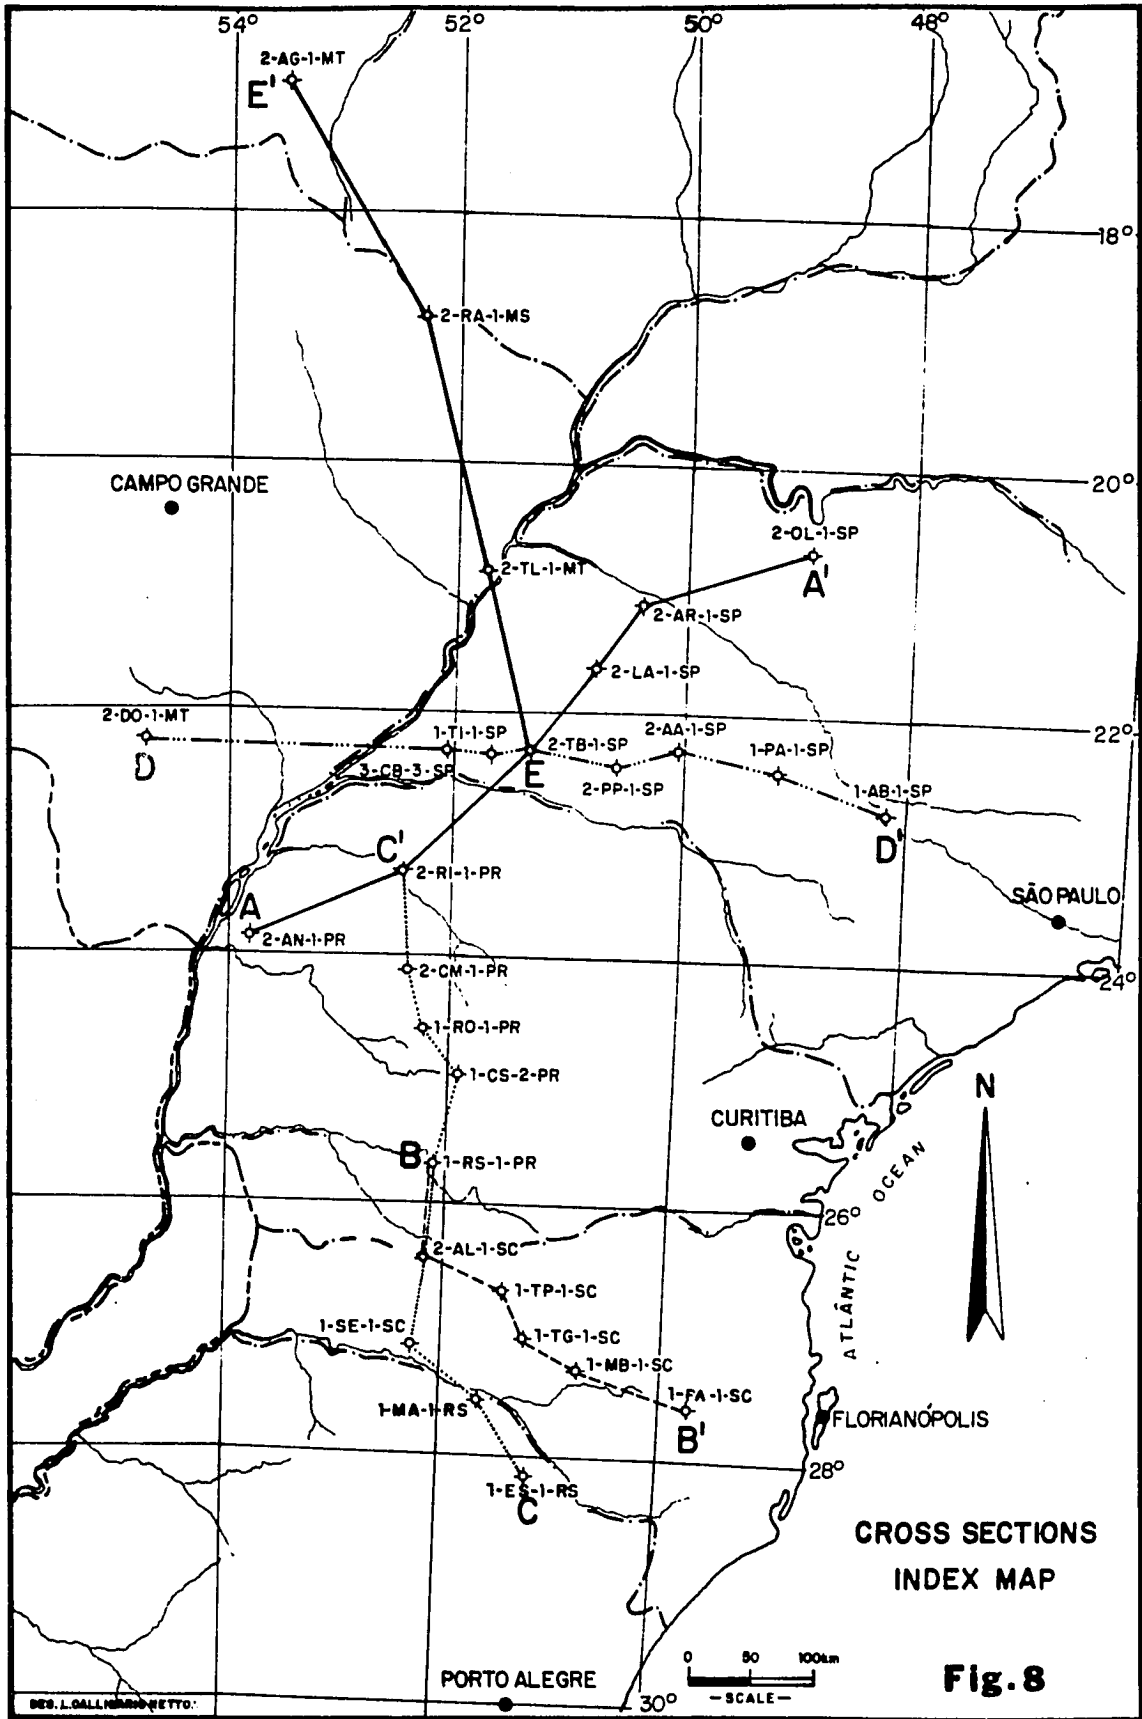 54°
52°
50°
48°
2-AG-1-MT
E'
18°
2-RA-1-MS
CAMPO GRANDE
20°
2-OL-1-SP
2-TL-1-MT
A'
2-AR-1-SP
2-LA-1-SP
2-DO-1-MT
1-TI-1-SP
2-TB-1-SP
2-AA-1-SP
22°
1-PA-1-SP
D
3-CB-3-SP
E
2-PP-1-SP
1-AB-1-SP
C'
D'
2-RI-1-PR
A
SÃO PAULO
2-AN-1-PR
2-CM-1-PR
24°
1-RO-1-PR
1-CS-2-PR
N
CURITIBA
B
1-RS-1-PR
OCEAN
26°
2-AL-1-SC
1-TP-1-SC
ATLÂNTIC
1-SE-1-SC
1-TG-1-SC
1-MB-1-SC
1-FA-1-SC
1-MA-1-RS
FLORIANÓPOLIS
B'
28°
1-ES-1-RS
C
CROSS SECTIONS
INDEX MAP
0 50 100km
—SCALE—
PORTO ALEGRE
Fig. 8
30°